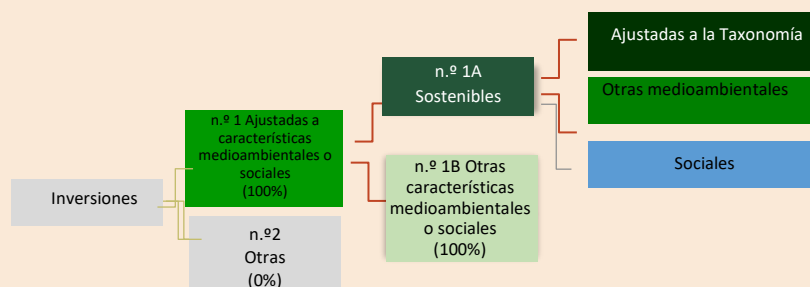 Inversiones
n.º 1 Ajustadas a
características
medioambientales o
sociales
(100%)
n.º2
Otras
(0%)
n.º 1A
Sostenibles
n.º 1B Otras
características
medioambientales
o sociales
(100%)
Ajustadas a la Taxonomía
Otras medioambientales
Sociales